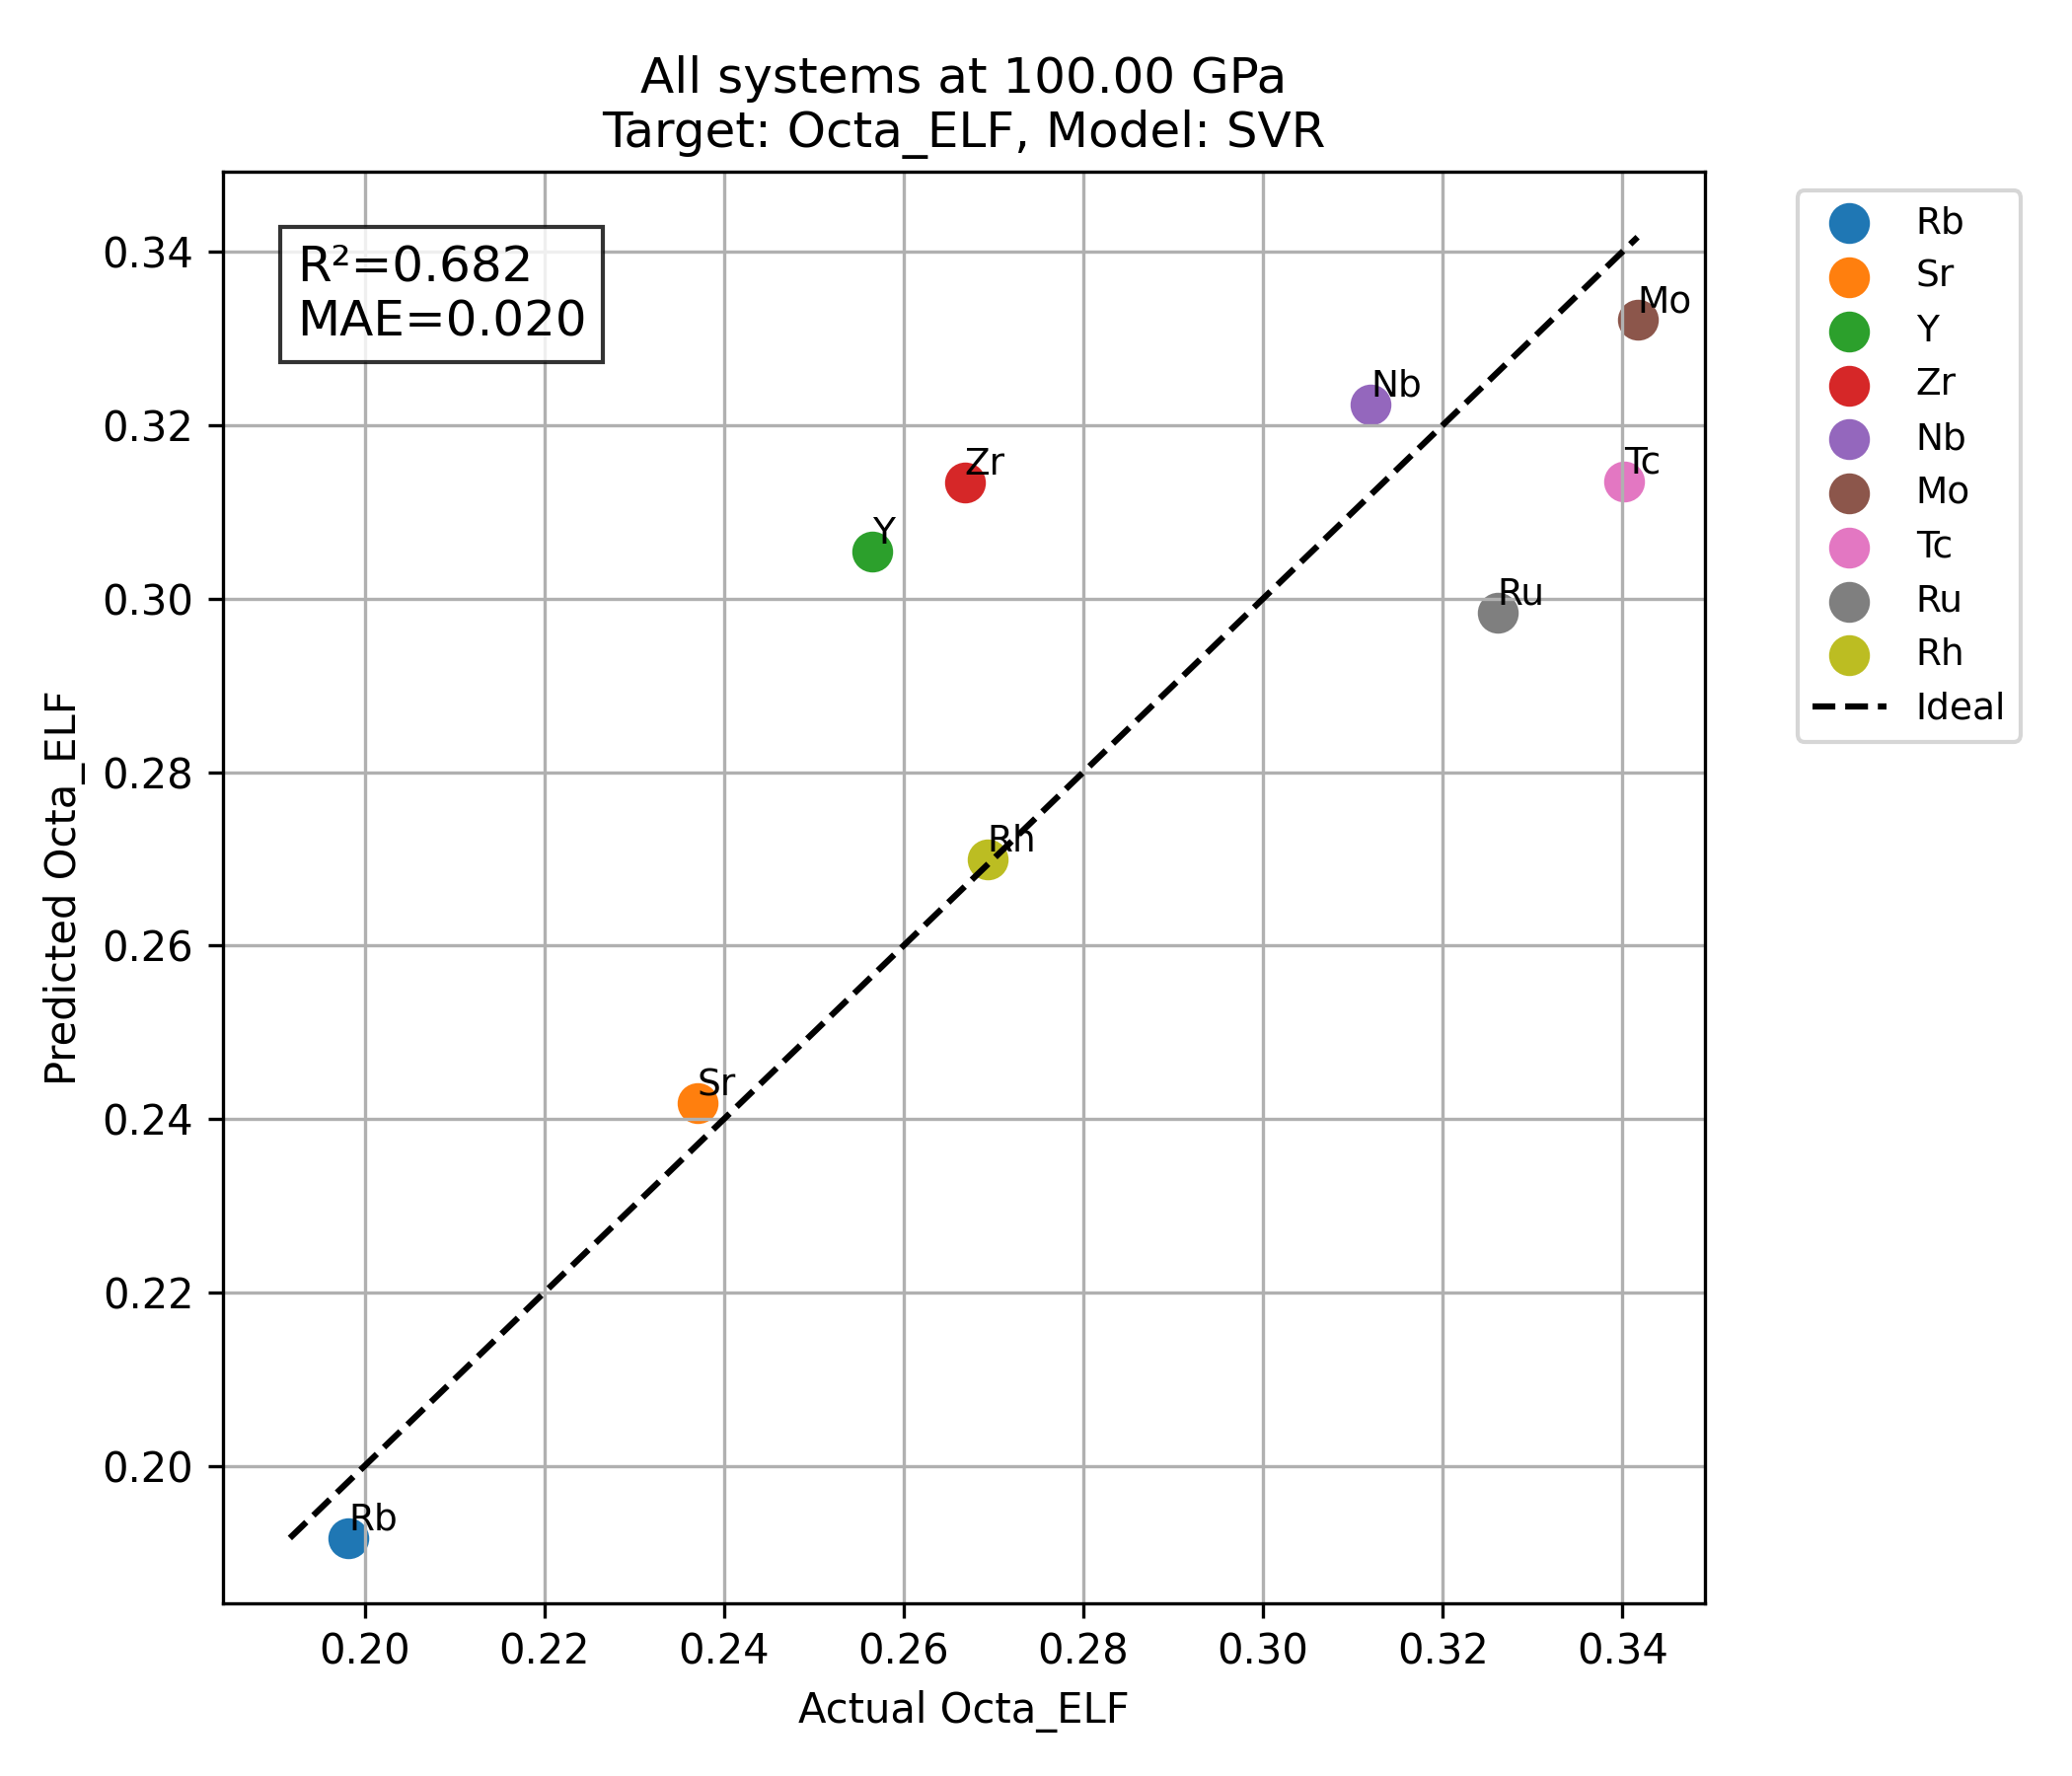 All systems at 100.00 GPa
Target: Octa_ELF, Model: SVR
R²=0.682
MAE=0.020
0.34
0.32
0.30
0.28
0.26
0.24
0.22
0.20
Predicted Octa_ELF
Mo
Nb
Zr
Tc
Y
Ru
Rh
Sr
Rb
0.20 0.22 0.24 0.26 0.28 0.30 0.32 0.34
Actual Octa_ELF
Rb
Sr
Y
Zr
Nb
Mo
Tc
Ru
Rh
Ideal